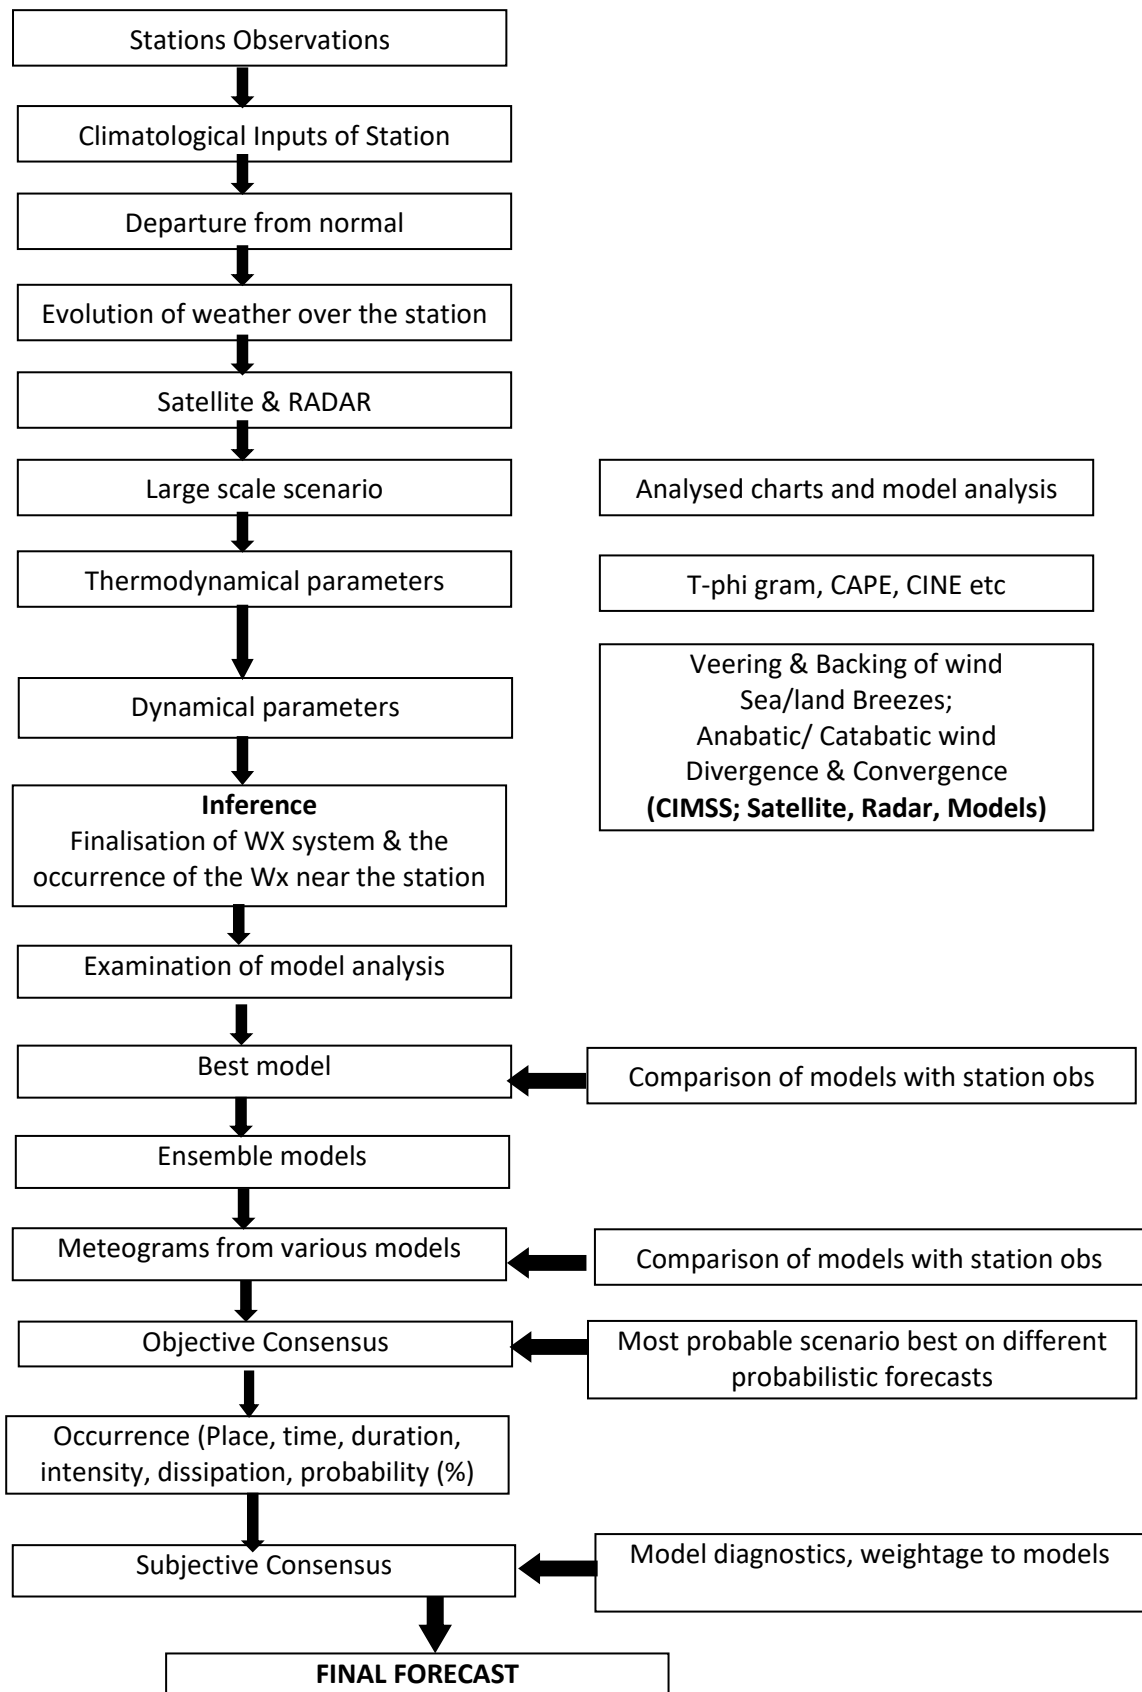 Stations Observations
Climatological Inputs of Station
Departure from normal
Evolution of weather over the station
Satellite & RADAR
Large scale scenario
Analysed charts and model analysis
Thermodynamical parameters
T-phi gram, CAPE, CINE etc
Dynamical parameters
Veering & Backing of wind
Sea/land Breezes;
Anabatic/ Catabatic wind
Divergence & Convergence
(CIMSS; Satellite, Radar, Models)
Inference
Finalisation of WX system & the
occurrence of the Wx near the station
Examination of model analysis
Best model
Comparison of models with station obs
Ensemble models
Meteograms from various models
Comparison of models with station obs
Objective Consensus
Most probable scenario best on different
probabilistic forecasts
Occurrence (Place, time, duration,
intensity, dissipation, probability (%)
Subjective Consensus
Model diagnostics, weightage to models
FINAL FORECAST